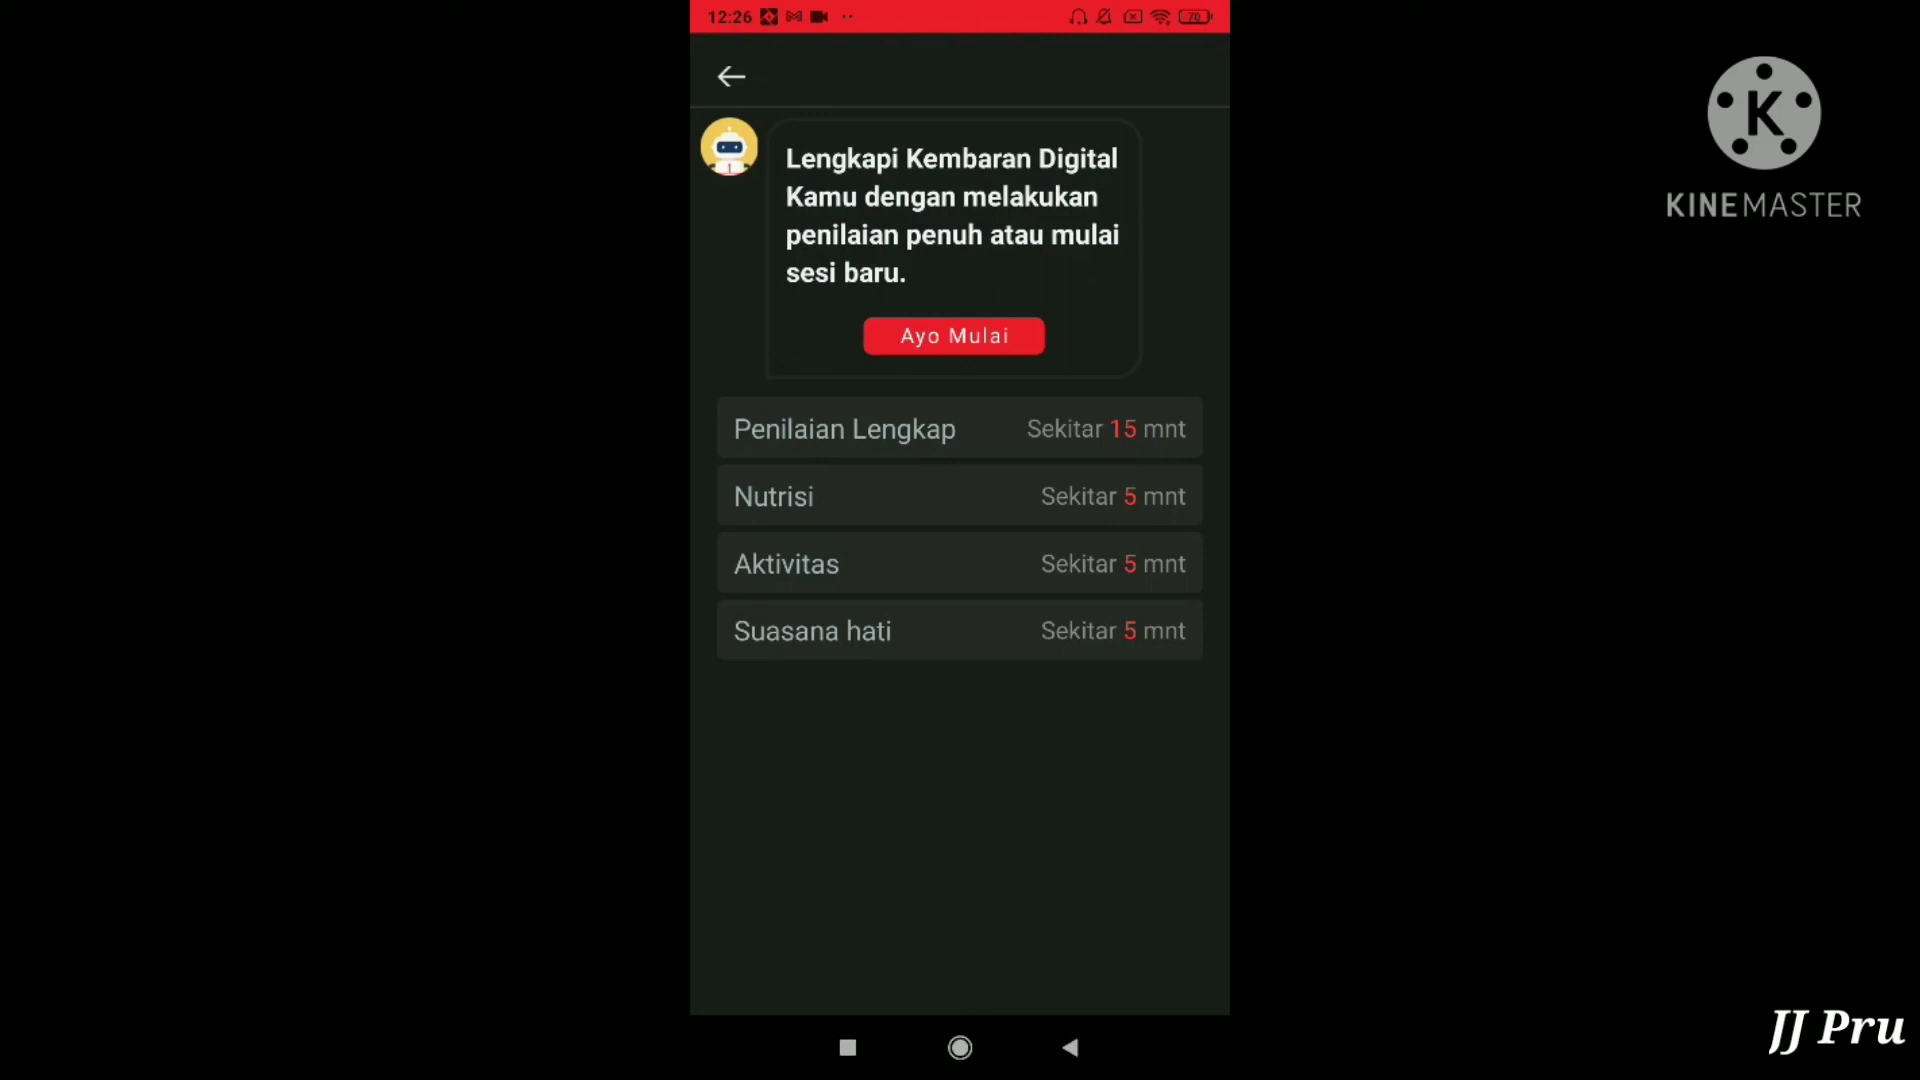 12:26
70
K
KINEMASTER
Lengkapi Kembaran Digital
Kamu dengan melakukan
penilaian penuh atau mulai
sesi baru.
Ayo Mulai
Penilaian Lengkap Sekitar 15 mnt
Nutrisi Sekitar 5 mnt
Aktivitas Sekitar 5 mnt
Suasana hati Sekitar 5 mnt
JJ Pru